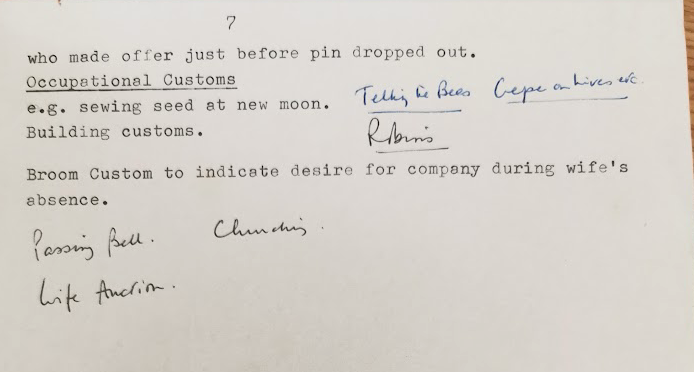 7
who made offer just before pin dropped out.
Occupational Customs
e.g. sewing seed at new moon. Telling the Bees Crepe on hives etc.
Building customs. Robins
Broom Custom to indicate desire for company during wife's
absence.
Passing Bell. Churching.
Wife Auction.